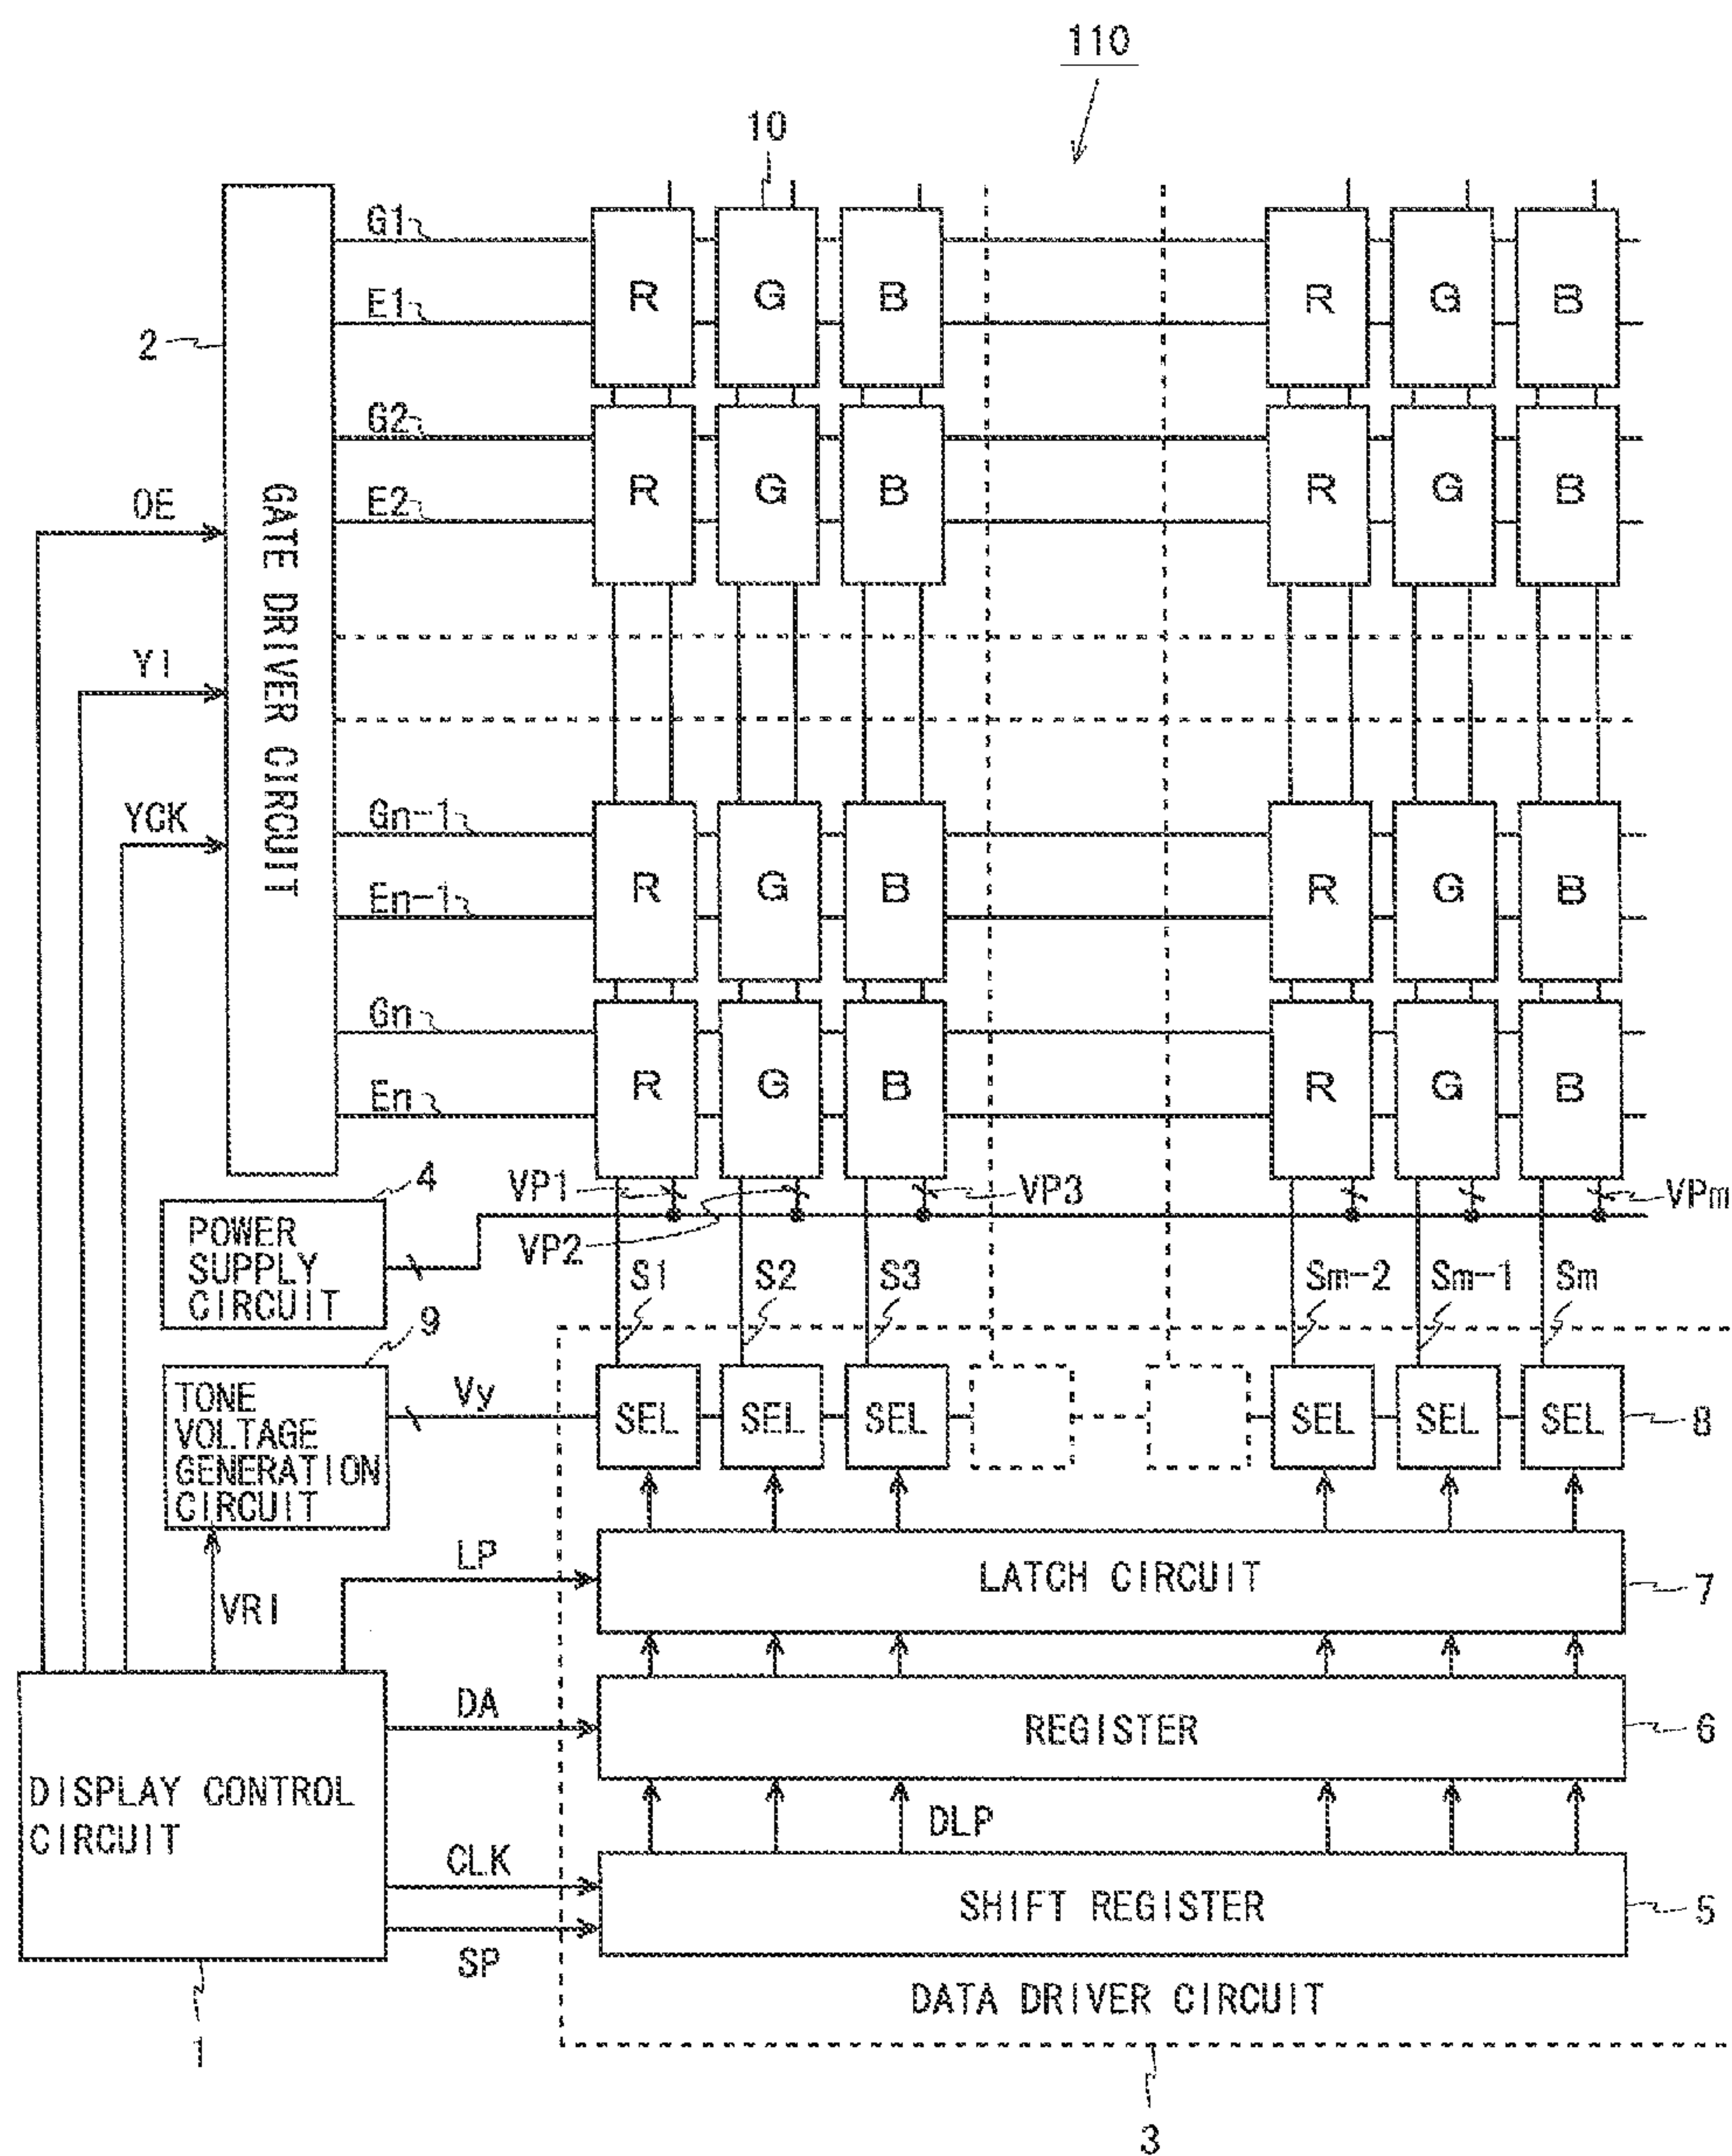 110
10
G1
R G B R G B
E1
2
G2
R G B R G B
E2
OE
GATE DRIVER CIRCUIT
YI
YCK
Gn-1
R G B R G B
En-1
Gn
R G B R G B
En
4
VP1
VP3
VPm
POWER
SUPPLY
CIRCUIT
VP2
S1 S2 S3 Sm-2 Sm-1 Sm
9
TONE
VOLTAGE
GENERATION
CIRCUIT
Vy
SEL SEL SEL SEL SEL SEL
8
LP
LATCH CIRCUIT
7
VRI
DA
REGISTER
6
DISPLAY CONTROL
CIRCUIT
DLP
CLK
SHIFT REGISTER
5
SP
DATA DRIVER CIRCUIT
1
3